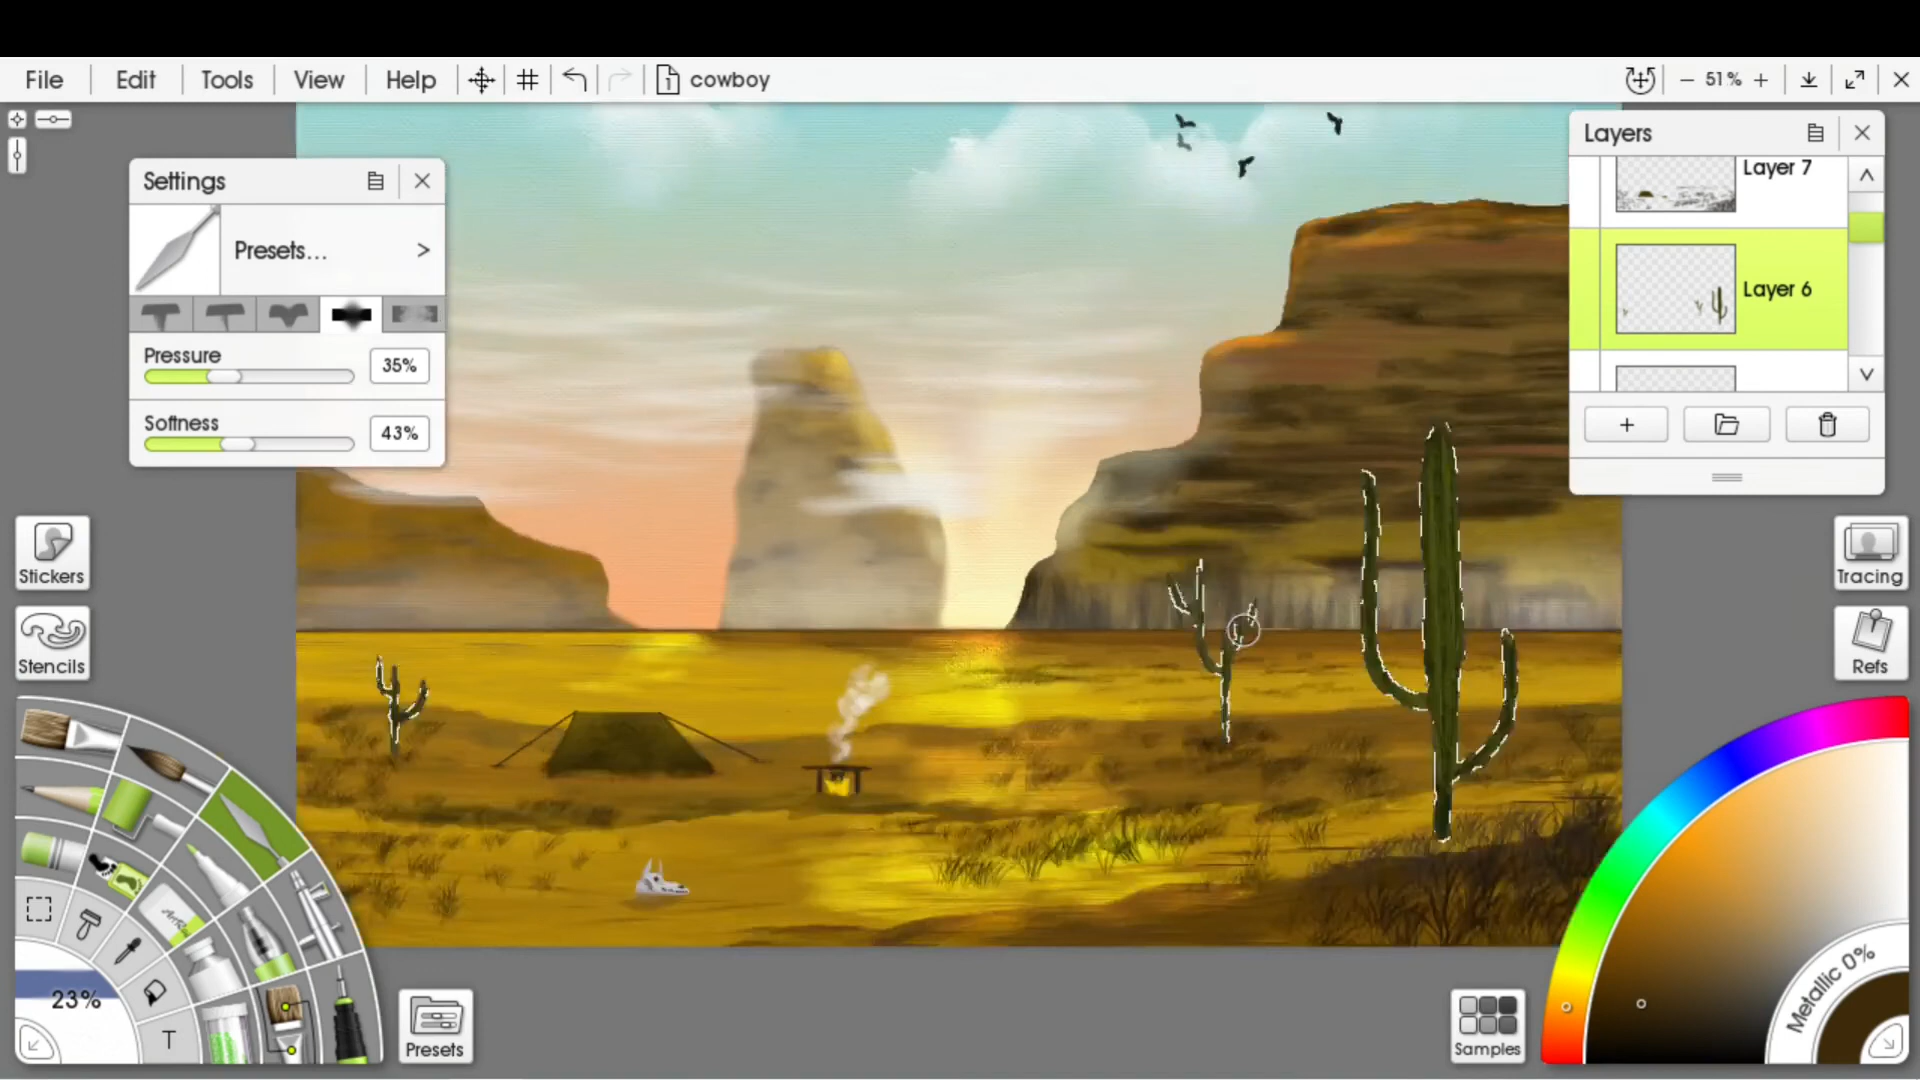 File
Edit
Tools
View
Help
1
cowboy
51%
Settings
Presets...
Pressure
35%
Softness
43%
Layers
Layer 7
Layer 6
Stickers
Stencils
Tracing
Refs
23%
T
Presets
Samples
Metallic 0%